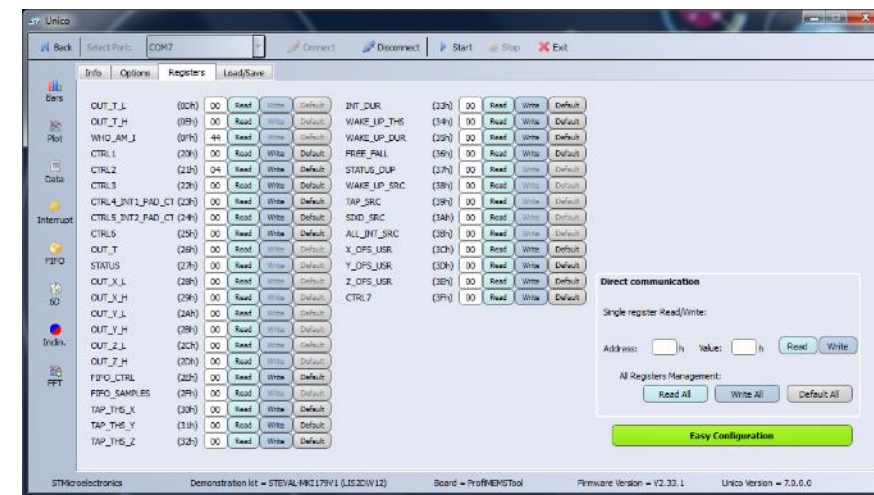 Unico
Back Select Port: COM7 Connect Disconnect Start Stop Exit
Info Options Registers Load/Save
Bars
Plot
Data
Interrupt
FIFO
6D
Inclin.
FFT
OUT_T_L (0Dh) 00 Read Write Default
OUT_T_H (0Eh) 00 Read Write Default
WHO_AM_I (0Fh) 44 Read Write Default
CTRL1 (20h) 00 Read Write Default
CTRL2 (21h) 04 Read Write Default
CTRL3 (22h) 00 Read Write Default
CTRL4_INT1_PAD_CT (23h) 00 Read Write Default
CTRL5_INT2_PAD_CT (24h) 00 Read Write Default
CTRL6 (25h) 00 Read Write Default
OUT_T (26h) 00 Read Write Default
STATUS (27h) 00 Read Write Default
OUT_X_L (28h) 00 Read Write Default
OUT_X_H (29h) 00 Read Write Default
OUT_Y_L (2Ah) 00 Read Write Default
OUT_Y_H (2Bh) 00 Read Write Default
OUT_Z_L (2Ch) 00 Read Write Default
OUT_Z_H (2Dh) 00 Read Write Default
FIFO_CTRL (2Eh) 00 Read Write Default
FIFO_SAMPLES (2Fh) 00 Read Write Default
TAP_THS_X (30h) 00 Read Write Default
TAP_THS_Y (31h) 00 Read Write Default
TAP_THS_Z (32h) 00 Read Write Default
INT_DUR (33h) 00 Read Write Default
WAKE_UP_THS (34h) 00 Read Write Default
WAKE_UP_DUR (35h) 00 Read Write Default
FREE_FALL (36h) 00 Read Write Default
STATUS_DUP (37h) 00 Read Write Default
WAKE_UP_SRC (38h) 00 Read Write Default
TAP_SRC (39h) 00 Read Write Default
SIXD_SRC (3Ah) 00 Read Write Default
ALL_INT_SRC (3Bh) 00 Read Write Default
X_OFS_USR (3Ch) 00 Read Write Default
Y_OFS_USR (3Dh) 00 Read Write Default
Z_OFS_USR (3Eh) 00 Read Write Default
CTRL7 (3Fh) 00 Read Write Default
Direct communication
Single register Read/Write:
Address: h Value: h Read Write
All Registers Management:
Read All Write All Default All
Easy Configuration
STMicroelectronics Demonstration kit = STEVAL-MKI179V1 (LIS2DW12) Board = ProfiMEMSTool Firmware Version = V2.33.1 Unico Version = 7.0.0.0